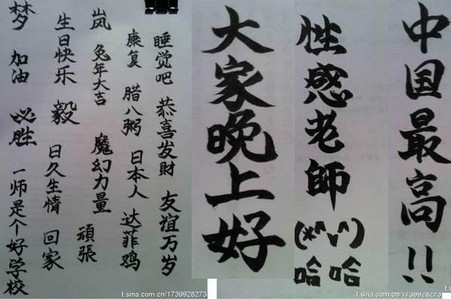 中国最高!!
性感老師
(*^v^)
哈哈
大家晚上好
睡觉吧 恭喜发財 友谊万岁
康复 腊八粥 日本人 达菲鸡
岚 兔年大吉 魔幻力量 頑張
生日快乐 毅 日久生情 回家
梦 加油 必胜 一师是个好学校
t.sina.com.cn/1739928273
t.sina.com.cn/1739928273